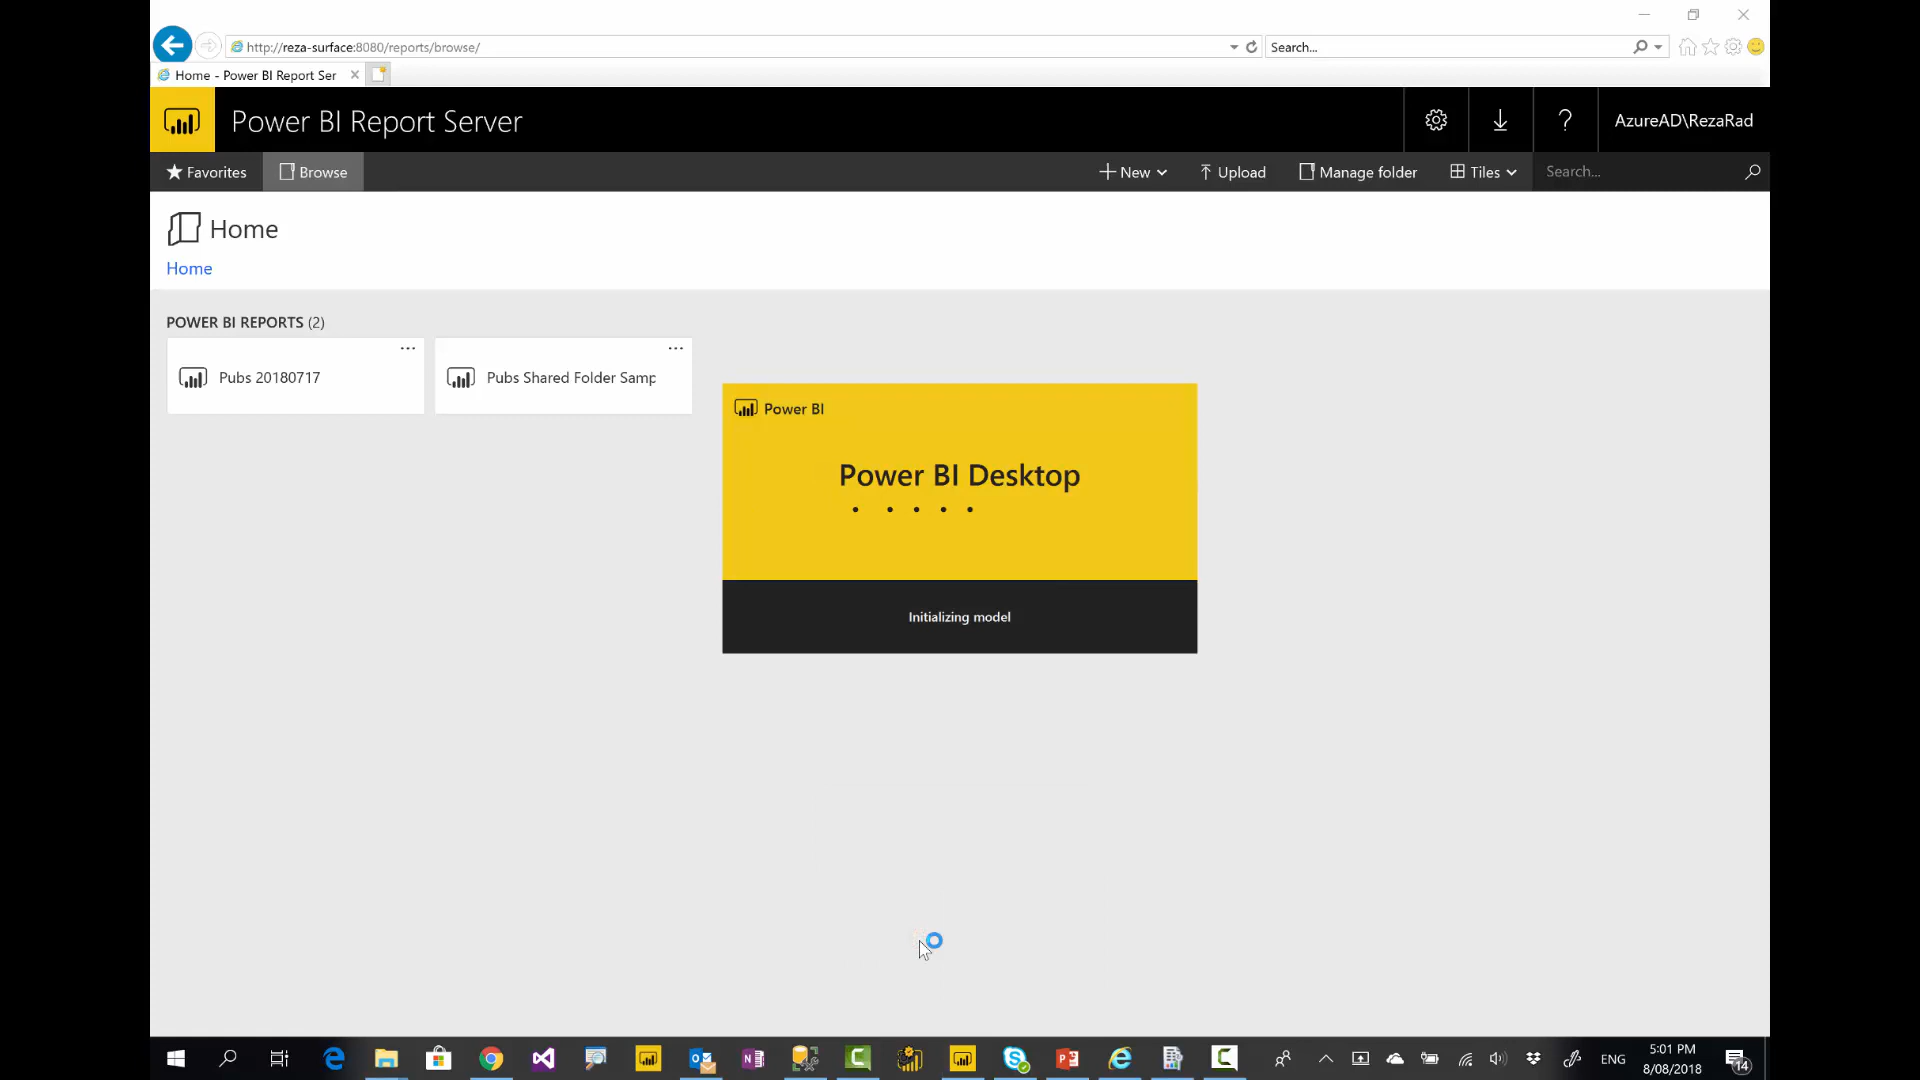 http://reza-surface:8080/reports/browse/
Search...
Home - Power BI Report Ser
Power BI Report Server
AzureAD\RezaRad
Favorites
Browse
New
Upload
Manage folder
Tiles
Search...
Home
Home
POWER BI REPORTS (2)
Pubs 20180717
Pubs Shared Folder Samp
Power BI
Power BI Desktop
Initializing model
ENG
5:01 PM
8/08/2018
14